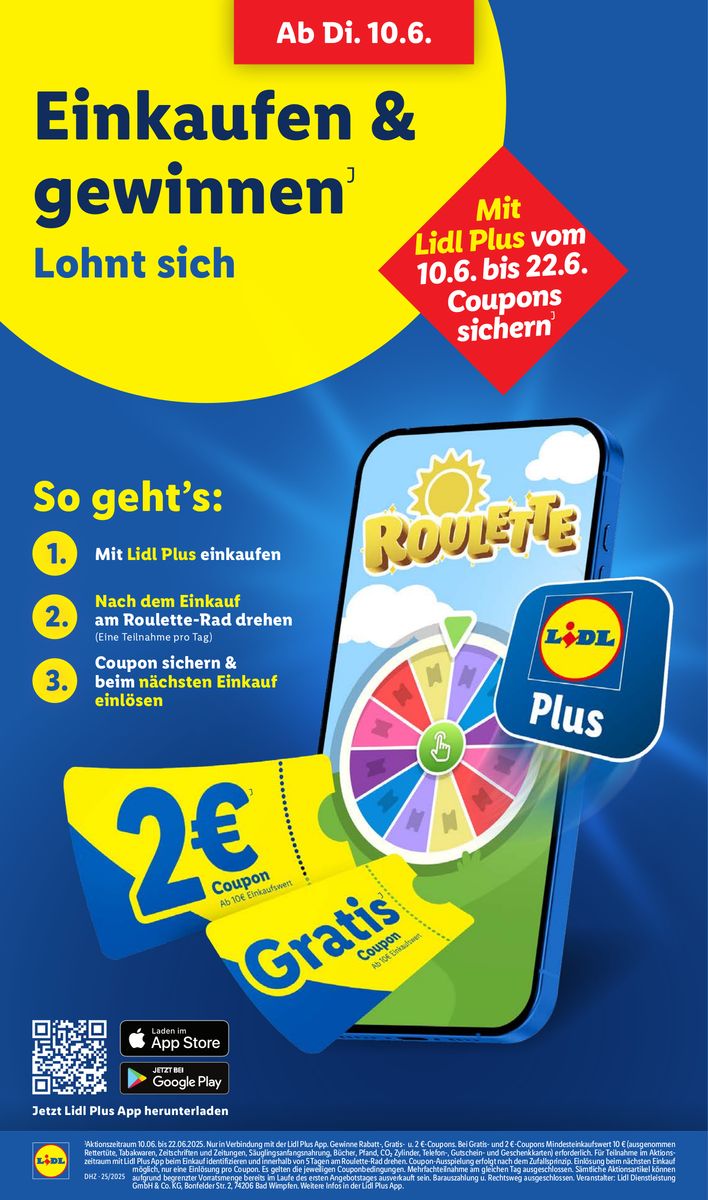 Ab Di. 10.6.
Einkaufen &
gewinnenJ
Lohnt sich
Mit
Lidl Plus vom
10.6. bis 22.6.
Coupons
sichernJ
So geht's:
1.
Mit Lidl Plus einkaufen
2.
Nach dem Einkauf
am Roulette-Rad drehen
(Eine Teilnahme pro Tag)
3.
Coupon sichern &
beim nächsten Einkauf
einlösen
ROULETTE
LIDL
Plus
2€J
Coupon
Ab 10€ Einkaufswert
GratisJ
Coupon
Ab 10€ Einkaufswert
Laden im
App Store
JETZT BEI
Google Play
Jetzt Lidl Plus App herunterladen
LIDL
DHZ · 25/2025
JAktionszeitraum 10.06. bis 22.06.2025. Nur in Verbindung mit der Lidl Plus App. Gewinne Rabatt-, Gratis- u. 2 €-Coupons. Bei Gratis- und 2 €-Coupons Mindesteinkaufswert 10 € (ausgenommen
Rettertüte, Tabakwaren, Zeitschriften und Zeitungen, Säuglingsanfangsnahrung, Bücher, Pfand, CO₂ Zylinder, Telefon-, Gutschein- und Geschenkkarten) erforderlich. Für Teilnahme im Aktions-
zeitraum mit Lidl Plus App beim Einkauf identifizieren und innerhalb von 5 Tagen am Roulette-Rad drehen. Coupon-Ausspielung erfolgt nach dem Zufallsprinzip. Einlösung beim nächsten Einkauf
möglich, nur eine Einlösung pro Coupon. Es gelten die jeweiligen Couponbedingungen. Mehrfachteilnahme am gleichen Tag ausgeschlossen. Sämtliche Aktionsartikel können
aufgrund begrenzter Vorratsmenge bereits im Laufe des ersten Angebotstages ausverkauft sein. Barauszahlung u. Rechtsweg ausgeschlossen. Veranstalter: Lidl Dienstleistung
GmbH & Co. KG, Bonfelder Str. 2, 74206 Bad Wimpfen. Weitere Infos in der Lidl Plus App.